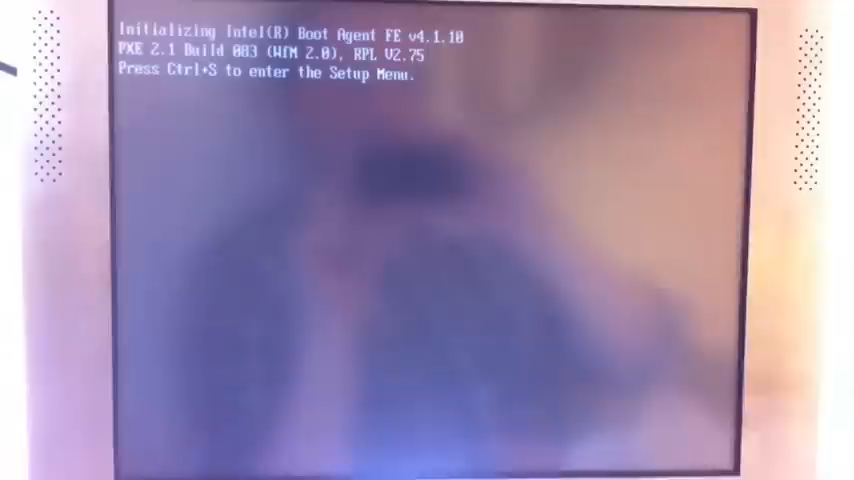 Initializing Intel(R) Boot Agent FE v4.1.10
PXE 2.1 Build 083 (WfM 2.0), RPL V2.75
Press Ctrl+S to enter the Setup Menu.